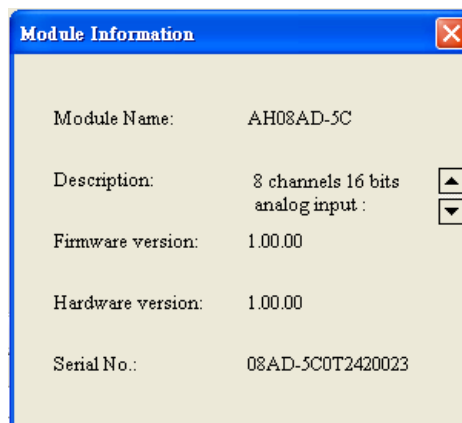 Module Information
Module Name: AH08AD-5C
Description: 8 channels 16 bits
analog input :
Firmware version: 1.00.00
Hardware version: 1.00.00
Serial No.: 08AD-5C0T2420023